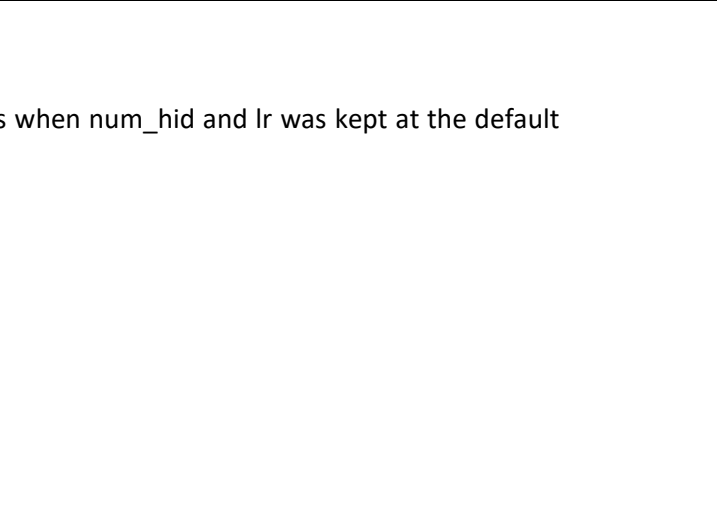 s when num_hid and lr was kept at the default